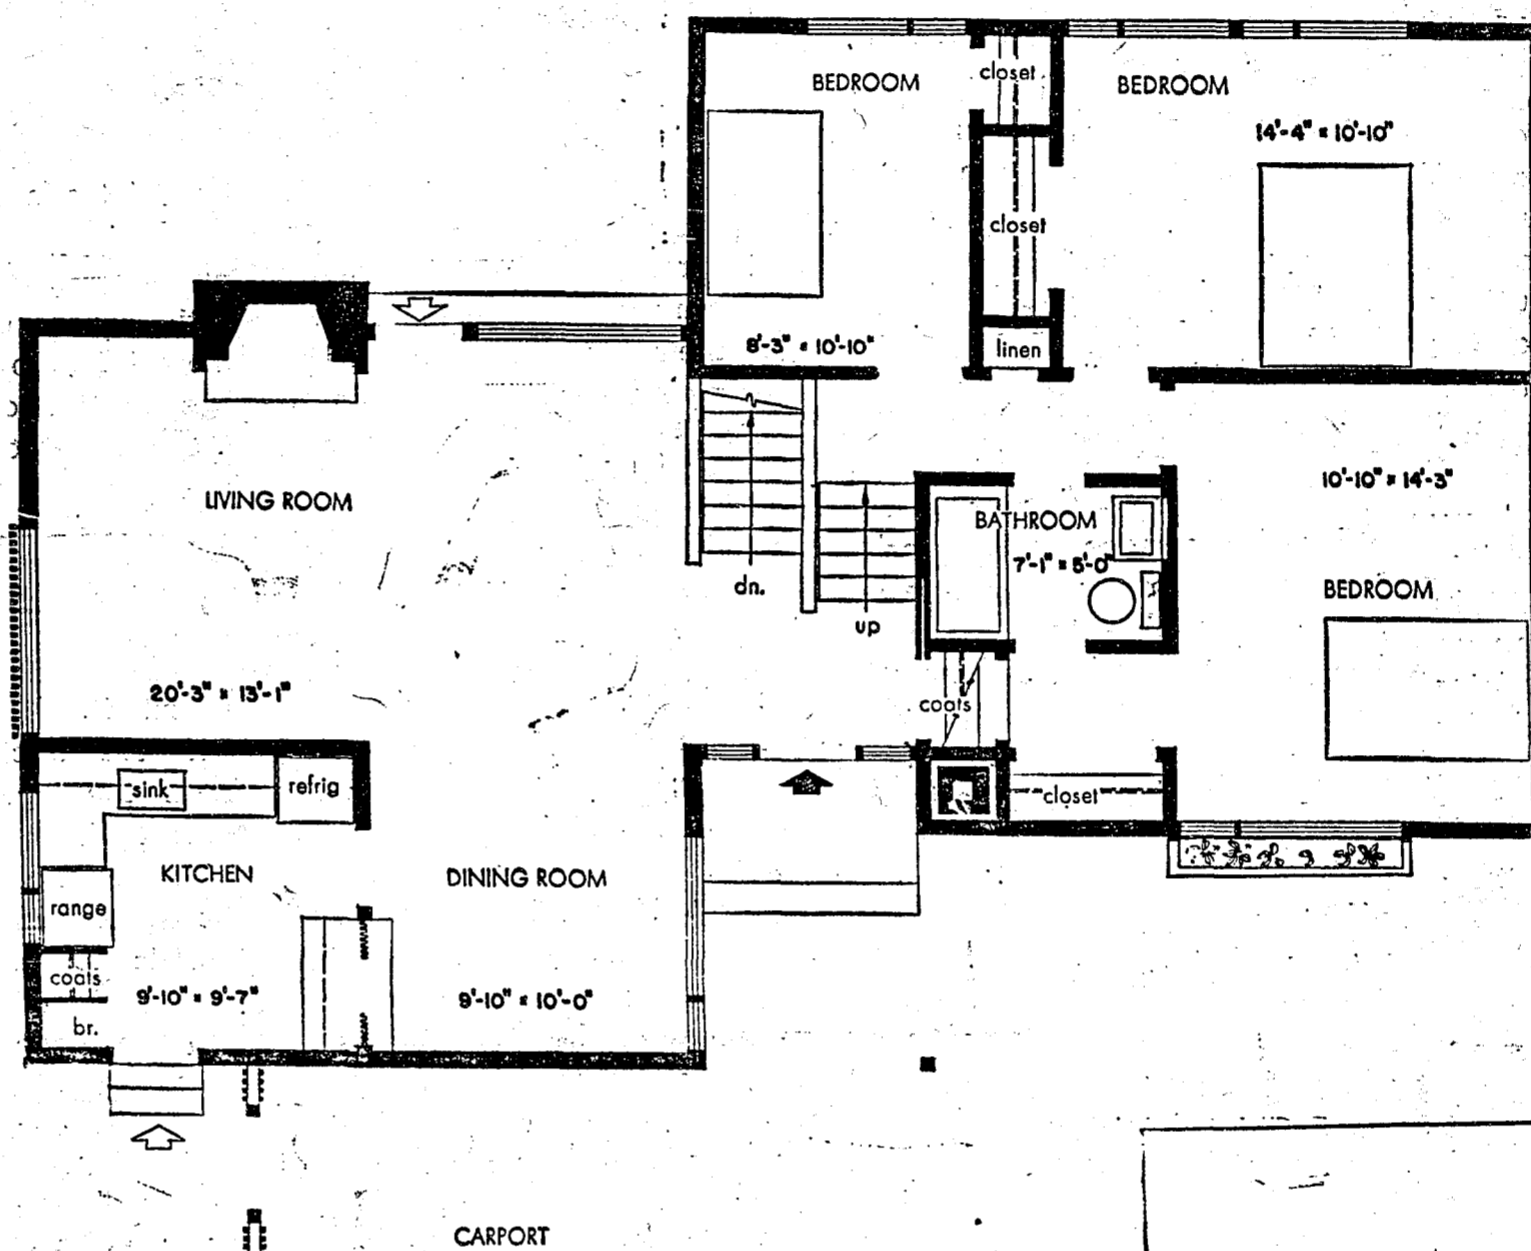 BEDROOM
closet
BEDROOM
14'-4" x 10'-10"
closet
8'-3" x 10'-10"
linen
LIVING ROOM
10'-10" x 14'-3"
BATHROOM
7'-1" x 5'-0"
dn.
up
BEDROOM
20'-3" x 13'-1"
coats
sink
refrig
closet
KITCHEN
DINING ROOM
range
coats
9'-10" x 9'-7"
9'-10" x 10'-0"
br.
CARPORT